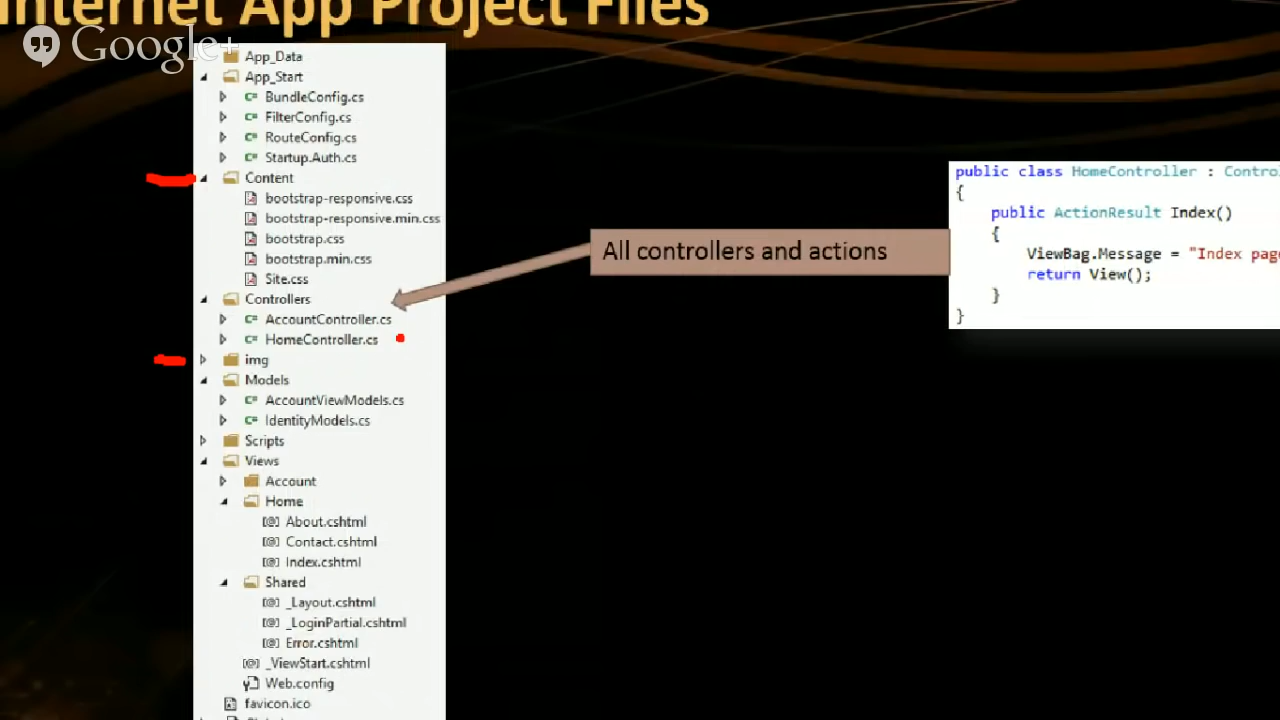 Internet App Project Files
Google+
App_Data
App_Start
BundleConfig.cs
FilterConfig.cs
RouteConfig.cs
Startup.Auth.cs
Content
bootstrap-responsive.css
bootstrap-responsive.min.css
bootstrap.css
bootstrap.min.css
Site.css
Controllers
AccountController.cs
HomeController.cs
img
Models
AccountViewModels.cs
IdentityModels.cs
Scripts
Views
Account
Home
About.cshtml
Contact.cshtml
Index.cshtml
Shared
_Layout.cshtml
_LoginPartial.cshtml
Error.cshtml
_ViewStart.cshtml
Web.config
favicon.ico
All controllers and actions
public class HomeController : Contro
{
public ActionResult Index()
{
ViewBag.Message = "Index pag
return View();
}
}